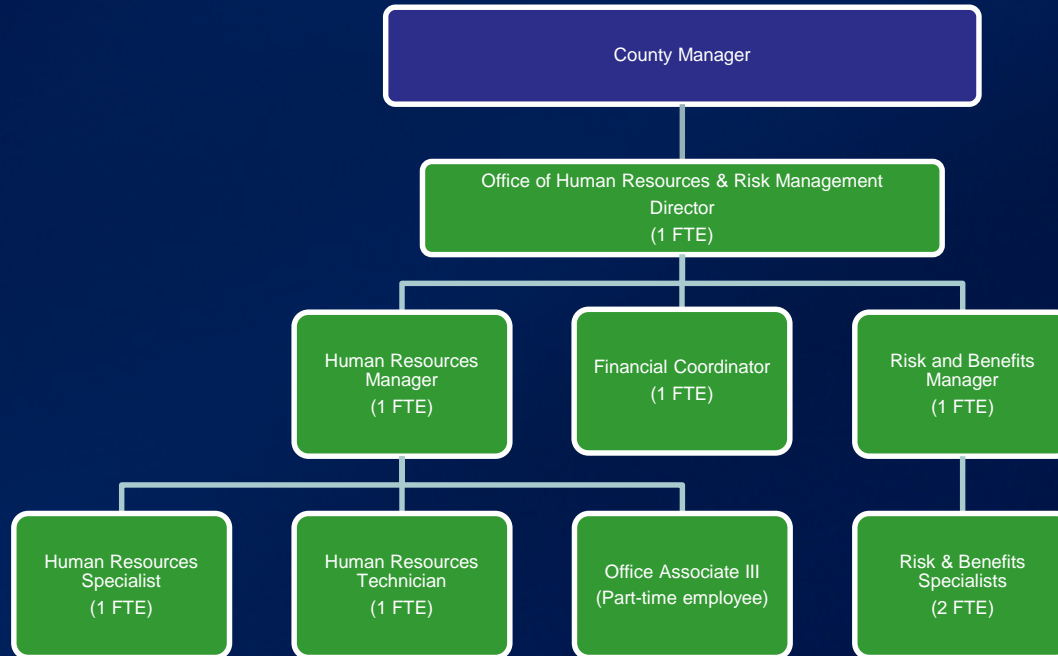 County Manager
Office of Human Resources & Risk Management
Director
(1 FTE)
Human Resources
Manager
(1 FTE)
Financial Coordinator
(1 FTE)
Risk and Benefits
Manager
(1 FTE)
Human Resources
Specialist
(1 FTE)
Human Resources
Technician
(1 FTE)
Office Associate III
(Part-time employee)
Risk & Benefits
Specialists
(2 FTE)